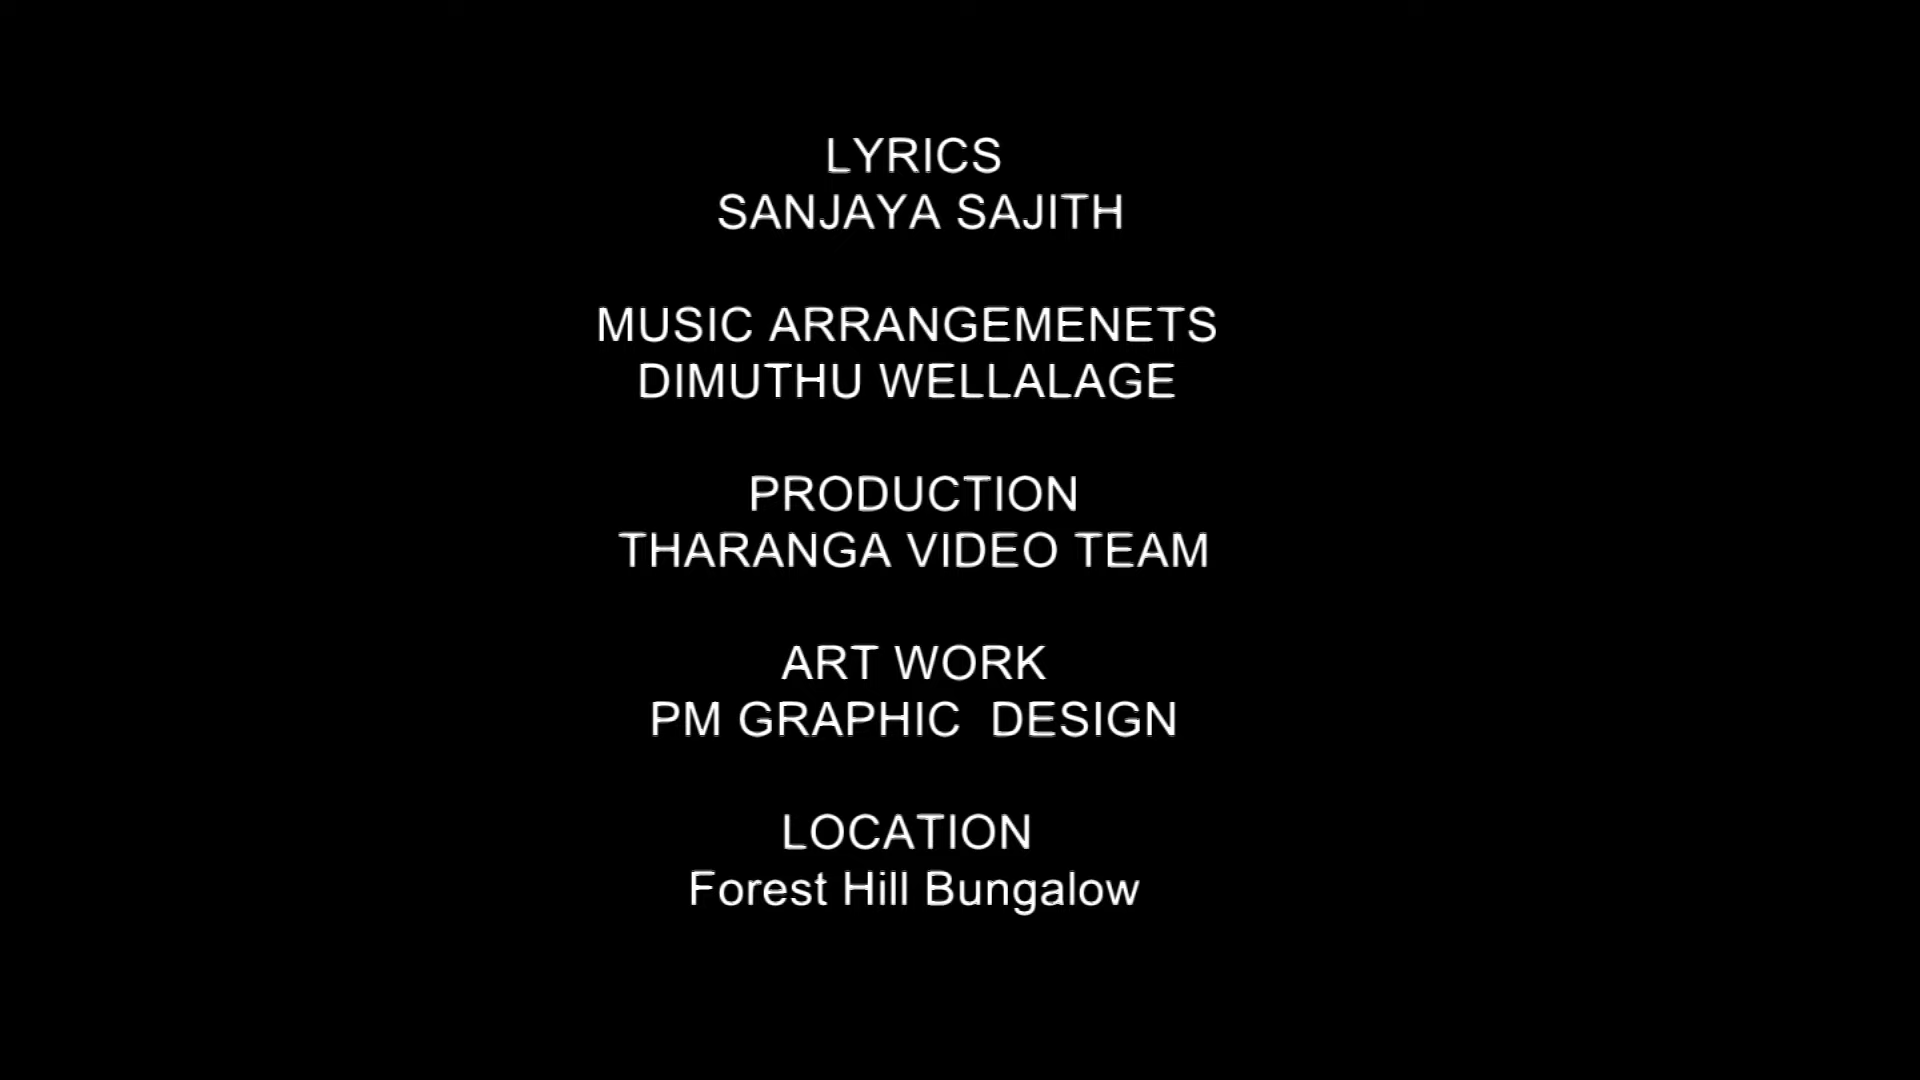 LYRICS
SANJAYA SAJITH
MUSIC ARRANGEMENETS
DIMUTHU WELLALAGE
PRODUCTION
THARANGA VIDEO TEAM
ART WORK
PM GRAPHIC  DESIGN
LOCATION
Forest Hill Bungalow